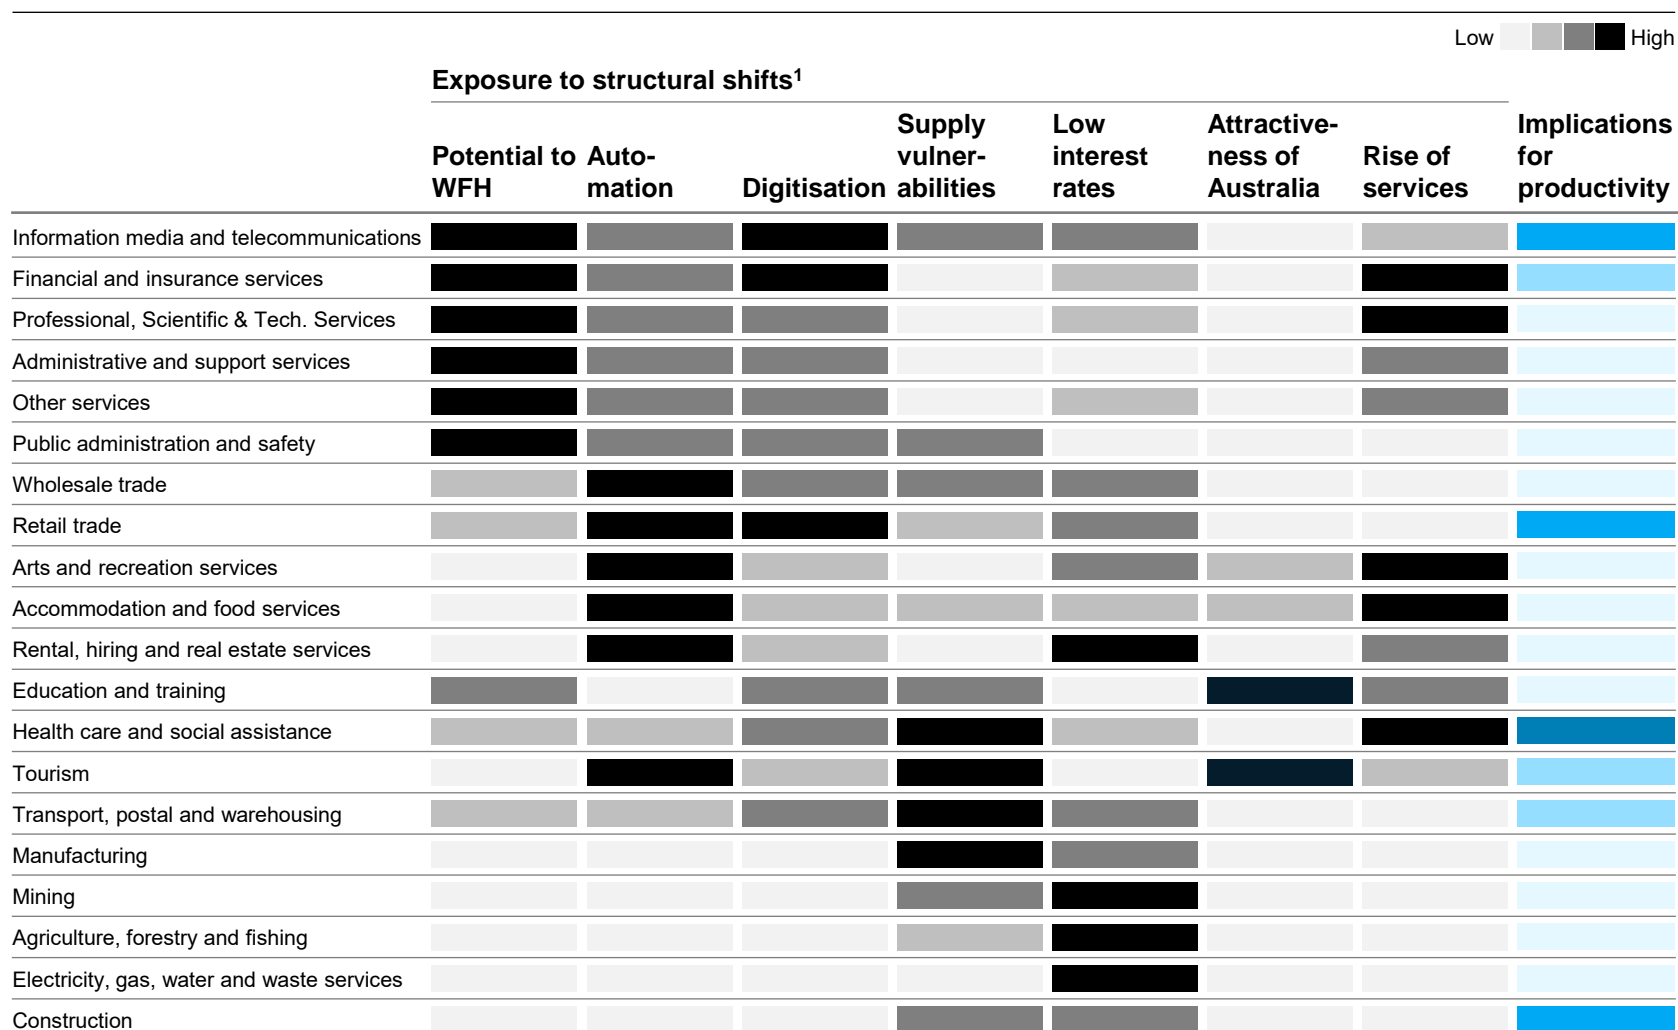 Low High
Exposure to structural shifts¹
Potential to WFH
Auto-
mation
Digitisation
Supply
vulner-
abilities
Low
interest
rates
Attractive-
ness of
Australia
Rise of
services
Implications
for
productivity
Information media and telecommunications
Financial and insurance services
Professional, Scientific & Tech. Services
Administrative and support services
Other services
Public administration and safety
Wholesale trade
Retail trade
Arts and recreation services
Accommodation and food services
Rental, hiring and real estate services
Education and training
Health care and social assistance
Tourism
Transport, postal and warehousing
Manufacturing
Mining
Agriculture, forestry and fishing
Electricity, gas, water and waste services
Construction